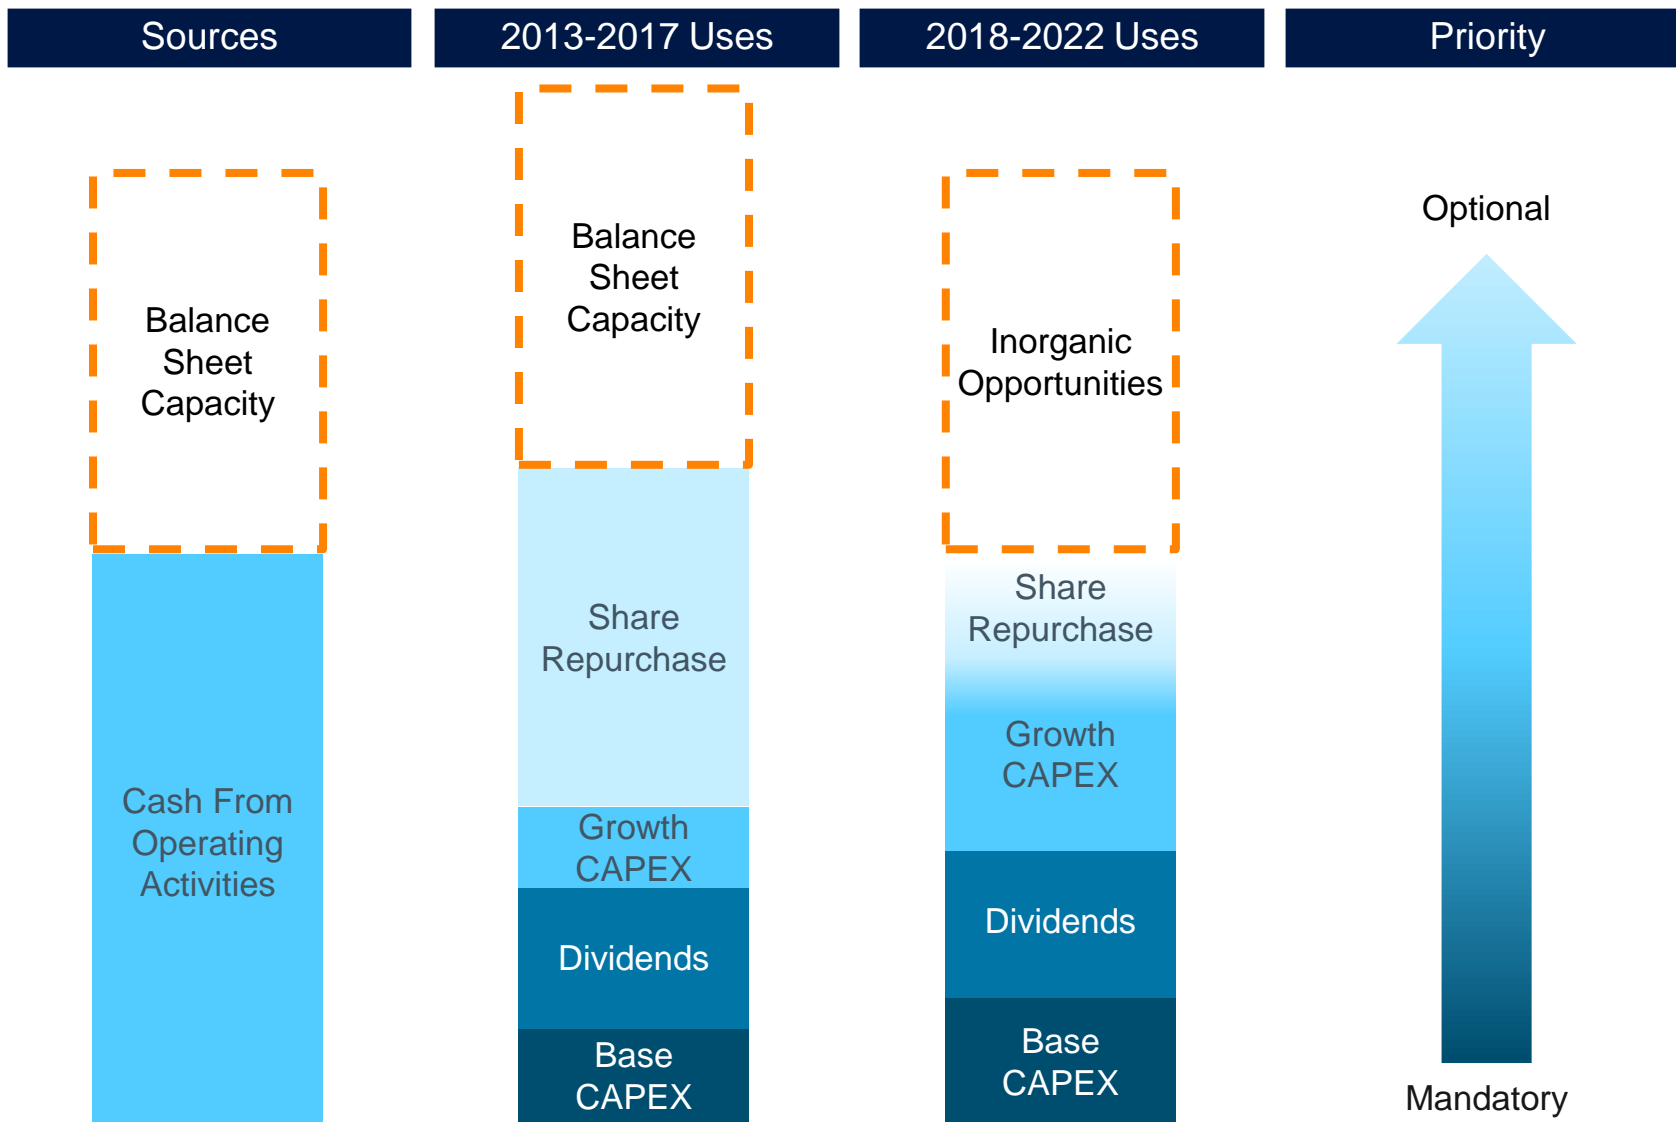 Sources
2013-2017 Uses
2018-2022 Uses
Priority
Balance
Sheet
Capacity
Cash From
Operating
Activities
Balance
Sheet
Capacity
Share
Repurchase
Growth
CAPEX
Dividends
Base
CAPEX
Inorganic
Opportunities
Share
Repurchase
Growth
CAPEX
Dividends
Base
CAPEX
Optional
Mandatory